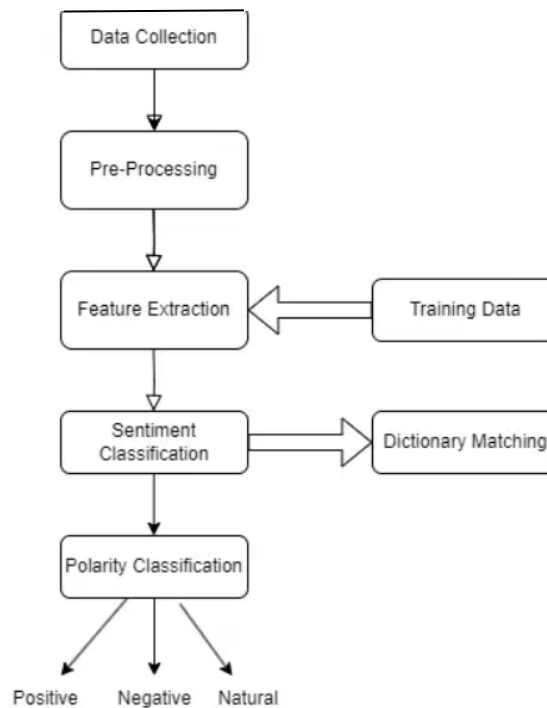 Data Collection
Pre-Processing
Feature Extraction
Training Data
Sentiment
Classification
Dictionary Matching
Polarity Classification
Positive
Negative
Natural